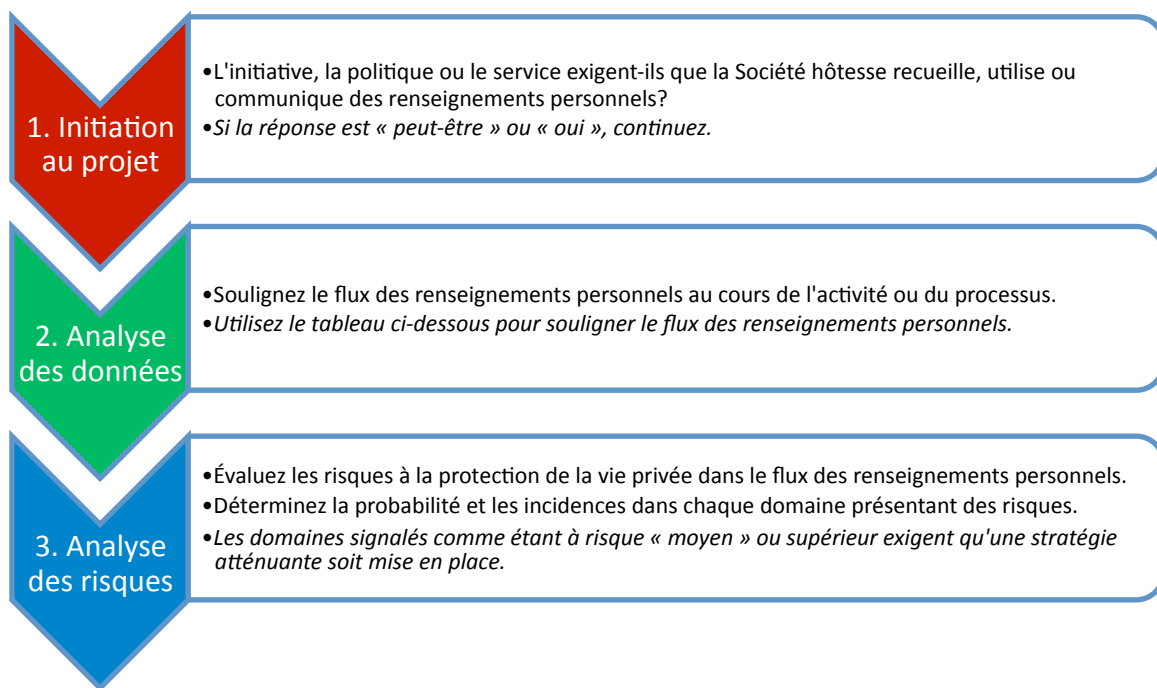 1. Initiation
au projet
•L'initiative, la politique ou le service exigent-ils que la Société hôtesse recueille, utilise ou
communique des renseignements personnels?
•Si la réponse est « peut-être » ou « oui », continuez.
2. Analyse
des données
•Soulignez le flux des renseignements personnels au cours de l'activité ou du processus.
•Utilisez le tableau ci-dessous pour souligner le flux des renseignements personnels.
3. Analyse
des risques
•Évaluez les risques à la protection de la vie privée dans le flux des renseignements personnels.
•Déterminez la probabilité et les incidences dans chaque domaine présentant des risques.
•Les domaines signalés comme étant à risque « moyen » ou supérieur exigent qu'une stratégie
atténuante soit mise en place.